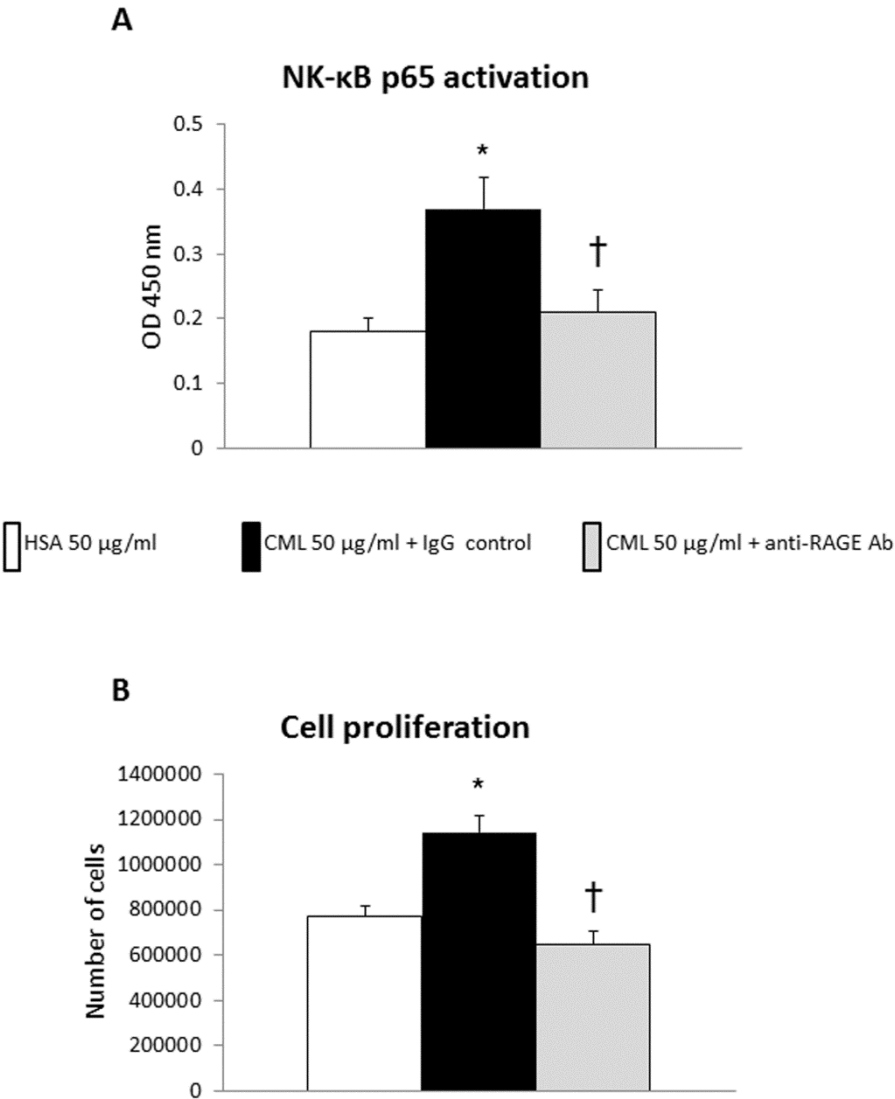 A
NK-κB p65 activation
0.5
0.4
0.3
0.2
0.1
0
OD 450 nm
*
†
HSA 50 µg/ml
CML 50 µg/ml + IgG control
CML 50 µg/ml + anti-RAGE Ab
B
Cell proliferation
1400000
1200000
1000000
800000
600000
400000
200000
0
Number of cells
*
†